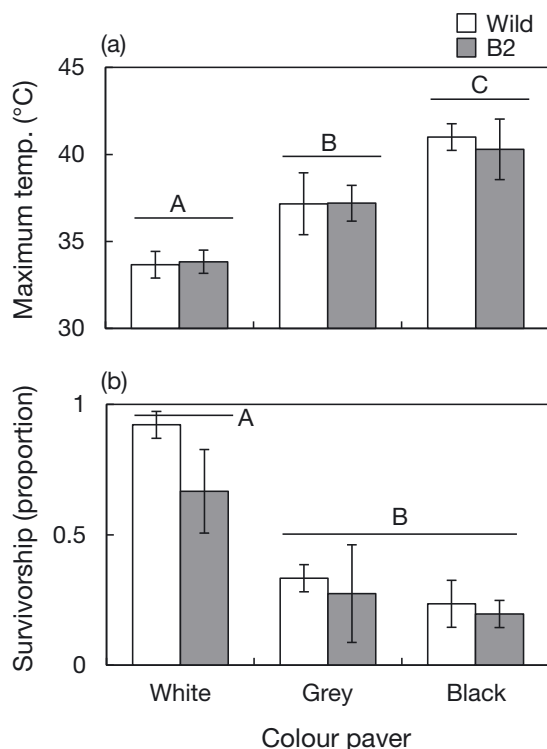 Wild
B2
(a)
45
40
35
30
Maximum temp. (°C)
A
B
C
(b)
1
0.5
0
Survivorship (proportion)
A
B
White Grey Black
Colour paver